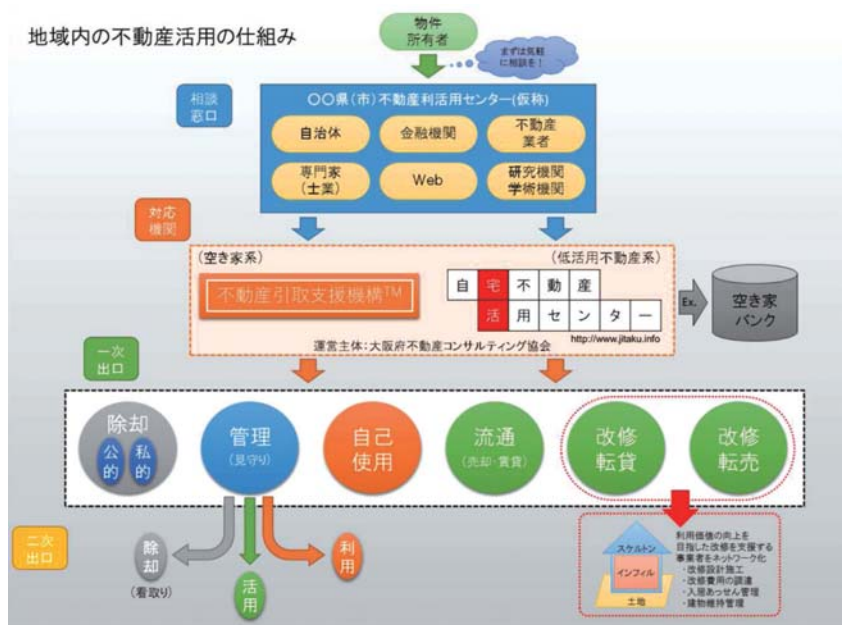 地域内の不動産活用の仕組み
物件
所有者
まずは気軽
に相談を！
相談
窓口
〇〇県(市)不動産利活用センター(仮称)
自治体
金融機関
不動産
業者
専門家
(士業)
Web
研究機関
学術機関
対応
機関
(空き家系)
(低活用不動産系)
不動産引取支援機構™
自宅不動産
活用センター
http://www.jitaku.info
運営主体：大阪府不動産コンサルティング協会
Ex.
空き家
バンク
一次
出口
除却
公的
私的
管理
(見守り)
自己
使用
流通
(売却・賃貸)
改修
転貸
改修
転売
二次
出口
除却
(看取り)
活用
利用
スケルトン
インフィル
土地
利用価値の向上を
目指した改修を支援する
事業者をネットワーク化
・改修設計施工
・改修費用の調達
・入居あっせん管理
・建物維持管理